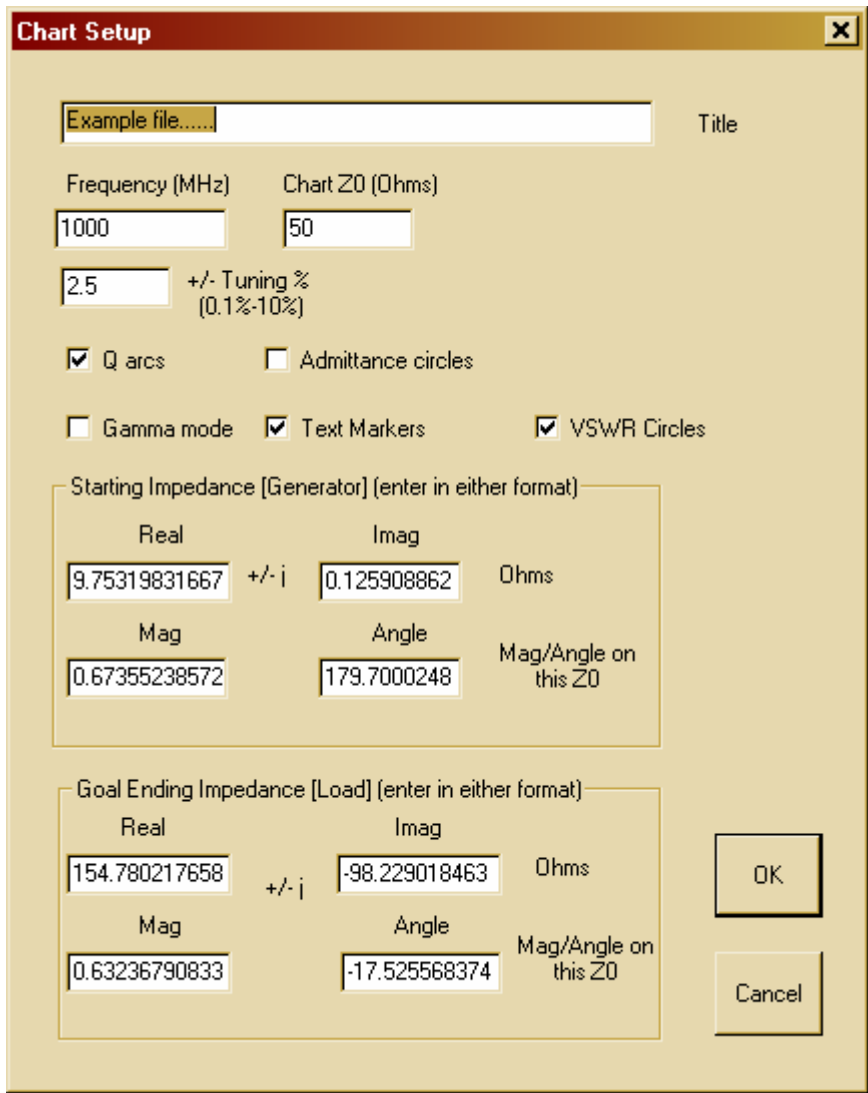 Chart Setup
Example file...... Title
Frequency (MHz) Chart Z0 (Ohms)
1000 50
2.5 +/- Tuning %
(0.1%-10%)
Q arcs Admittance circles
Gamma mode Text Markers VSWR Circles
Starting Impedance [Generator] (enter in either format)
Real Imag
9.75319831667 +/- j 0.125908862 Ohms
Mag Angle
0.67355238572 179.7000248 Mag/Angle on
this Z0
Goal Ending Impedance [Load] (enter in either format)
Real Imag
154.780217658 +/- j -98.229018463 Ohms
Mag Angle
0.63236790833 -17.525568374 Mag/Angle on
this Z0
OK
Cancel